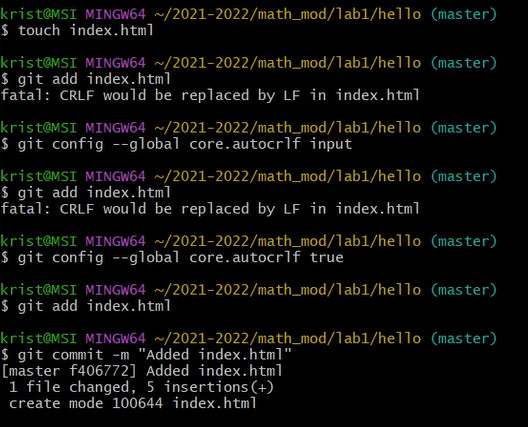 krist@MSI MINGW64 ~/2021-2022/math_mod/lab1/hello (master)
$ touch index.html
krist@MSI MINGW64 ~/2021-2022/math_mod/lab1/hello (master)
$ git add index.html
fatal: CRLF would be replaced by LF in index.html
krist@MSI MINGW64 ~/2021-2022/math_mod/lab1/hello (master)
$ git config --global core.autocrlf input
krist@MSI MINGW64 ~/2021-2022/math_mod/lab1/hello (master)
$ git add index.html
fatal: CRLF would be replaced by LF in index.html
krist@MSI MINGW64 ~/2021-2022/math_mod/lab1/hello (master)
$ git config --global core.autocrlf true
krist@MSI MINGW64 ~/2021-2022/math_mod/lab1/hello (master)
$ git add index.html
krist@MSI MINGW64 ~/2021-2022/math_mod/lab1/hello (master)
$ git commit -m "Added index.html"
[master f406772] Added index.html
 1 file changed, 5 insertions(+)
 create mode 100644 index.html